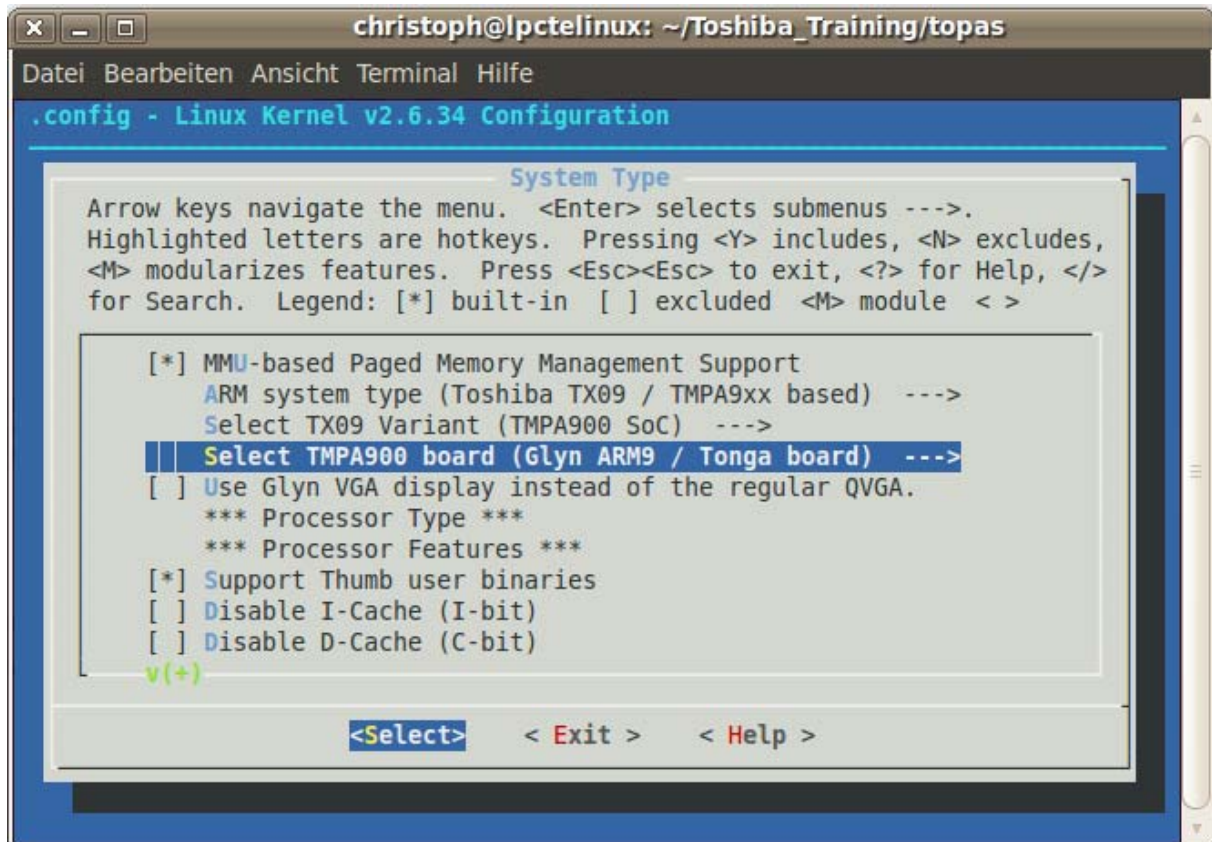 christoph@lpctelinux: ~/Toshiba_Training/topas
Datei Bearbeiten Ansicht Terminal Hilfe
.config - Linux Kernel v2.6.34 Configuration
System Type
Arrow keys navigate the menu.  <Enter> selects submenus --->.
Highlighted letters are hotkeys.  Pressing <Y> includes, <N> excludes,
<M> modularizes features.  Press <Esc><Esc> to exit, <?> for Help, </>
for Search.  Legend: [*] built-in  [ ] excluded  <M> module  < >
[*] MMU-based Paged Memory Management Support
ARM system type (Toshiba TX09 / TMPA9xx based)  --->
Select TX09 Variant (TMPA900 SoC)  --->
Select TMPA900 board (Glyn ARM9 / Tonga board)  --->
[ ] Use Glyn VGA display instead of the regular QVGA.
*** Processor Type ***
*** Processor Features ***
[*] Support Thumb user binaries
[ ] Disable I-Cache (I-bit)
[ ] Disable D-Cache (C-bit)
v(+)
<Select>    < Exit >    < Help >